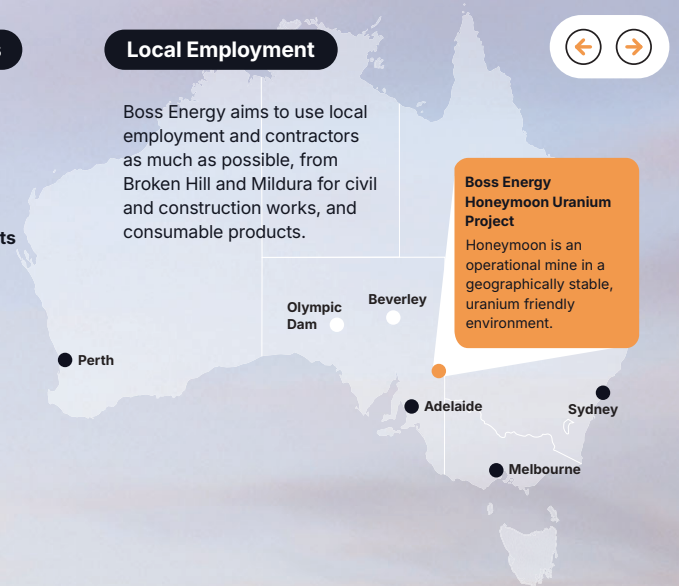 s
Local Employment
Boss Energy aims to use local
employment and contractors
as much as possible, from
Broken Hill and Mildura for civil
and construction works, and
consumable products.
ts
Boss Energy
Honeymoon Uranium
Project
Honeymoon is an
operational mine in a
geographically stable,
uranium friendly
environment.
Olympic
Dam
Beverley
Perth
Adelaide
Sydney
Melbourne